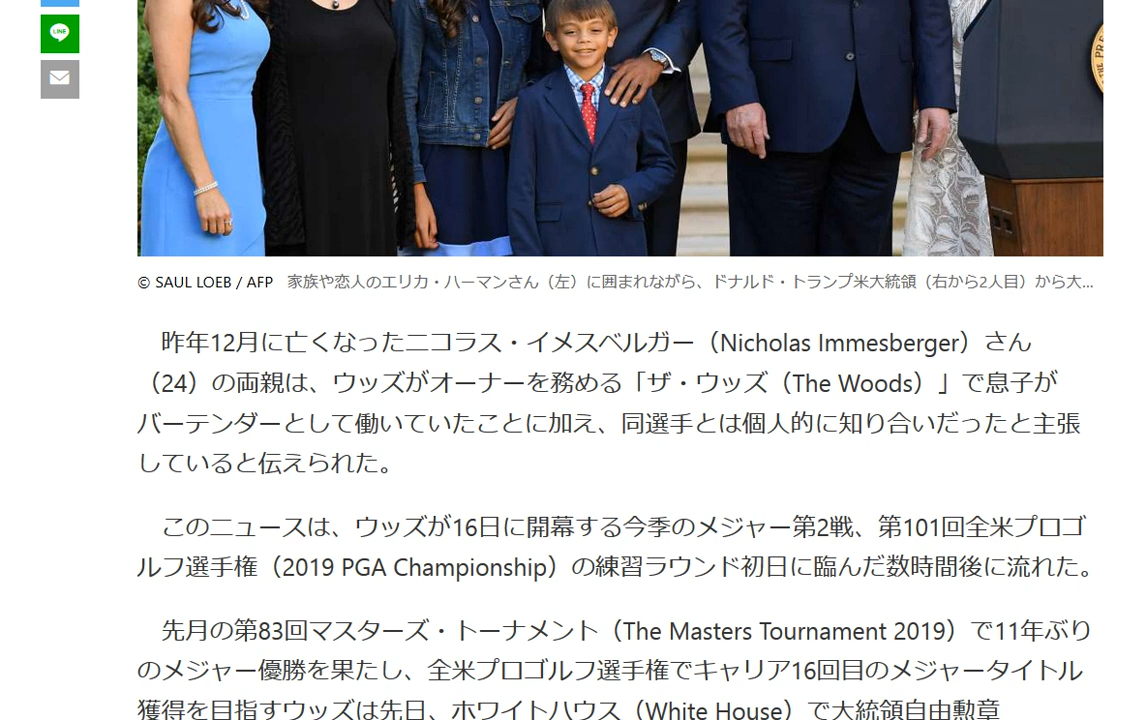 LINE
THE PRE
© SAUL LOEB / AFP 家族や恋人のエリカ・ハーマンさん（左）に囲まれながら、ドナルド・トランプ米大統領（右から2人目）から大...
昨年12月に亡くなったニコラス・イメスベルガー（Nicholas Immesberger）さん
（24）の両親は、ウッズがオーナーを務める「ザ・ウッズ（The Woods）」で息子が
バーテンダーとして働いていたことに加え、同選手とは個人的に知り合いだったと主張
していると伝えられた。
このニュースは、ウッズが16日に開幕する今季のメジャー第2戦、第101回全米プロゴ
ルフ選手権（2019 PGA Championship）の練習ラウンド初日に臨んだ数時間後に流れた。
先月の第83回マスターズ・トーナメント（The Masters Tournament 2019）で11年ぶり
のメジャー優勝を果たし、全米プロゴルフ選手権でキャリア16回目のメジャータイトル
獲得を目指すウッズは先日、ホワイトハウス（White House）で大統領自由勲章